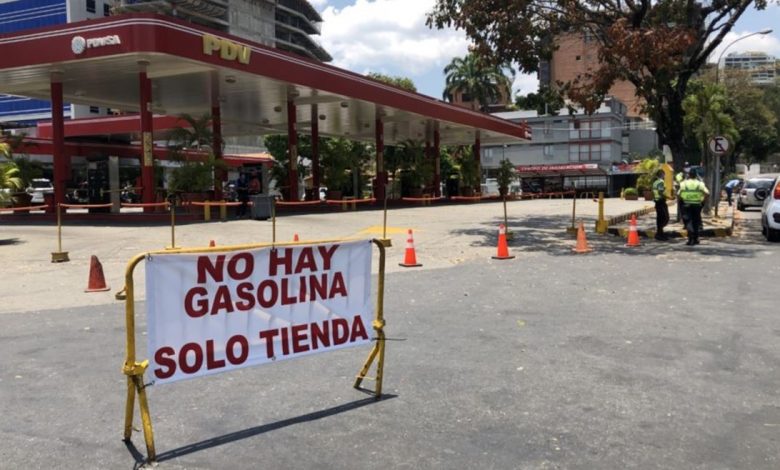 PDVSA
PDV
NO HAY
GASOLINA
SOLO TIENDA